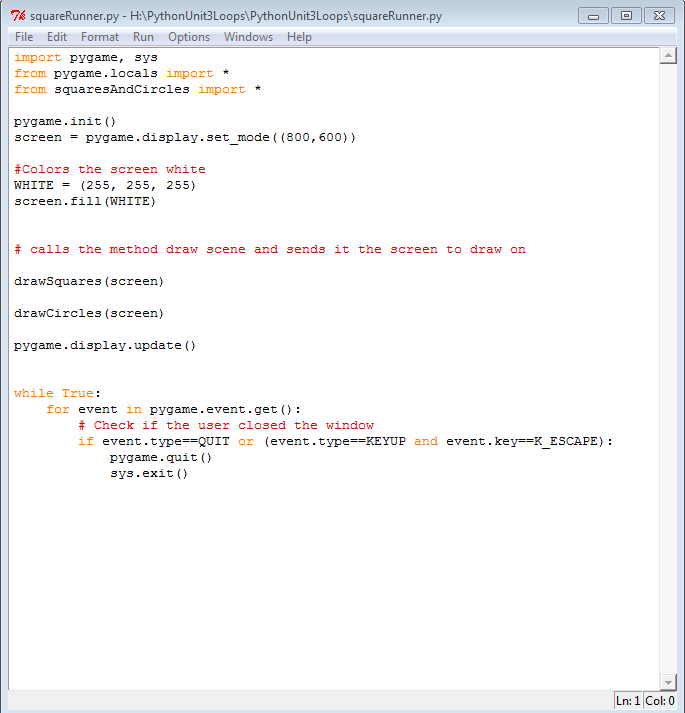 squareRunner.py - H:\PythonUnit3Loops\PythonUnit3Loops\squareRunner.py
File Edit Format Run Options Windows Help
import pygame, sys
from pygame.locals import *
from squaresAndCircles import *

pygame.init()
screen = pygame.display.set_mode((800,600))

#Colors the screen white
WHITE = (255, 255, 255)
screen.fill(WHITE)


# calls the method draw scene and sends it the screen to draw on

drawSquares(screen)

drawCircles(screen)

pygame.display.update()


while True:
    for event in pygame.event.get():
        # Check if the user closed the window
        if event.type==QUIT or (event.type==KEYUP and event.key==K_ESCAPE):
            pygame.quit()
            sys.exit()
Ln: 1 Col: 0